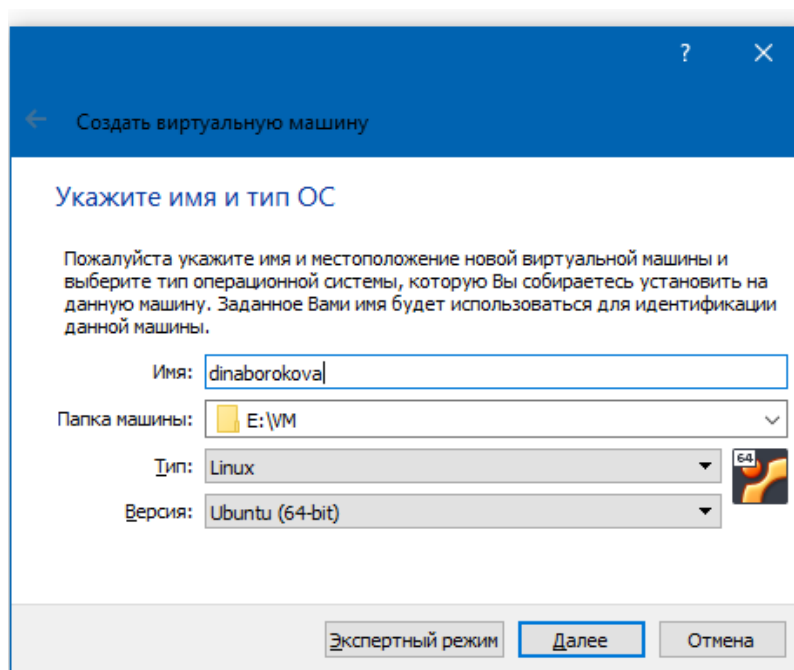 ?
Создать виртуальную машину
Укажите имя и тип ОС
Пожалуйста укажите имя и местоположение новой виртуальной машины и
выберите тип операционной системы, которую Вы собираетесь установить на
данную машину. Заданное Вами имя будет использоваться для идентификации
данной машины.
Имя: dinaborokova
Папка машины: E:\VM
Тип: Linux
64
Версия: Ubuntu (64-bit)
Экспертный режим Далее Отмена